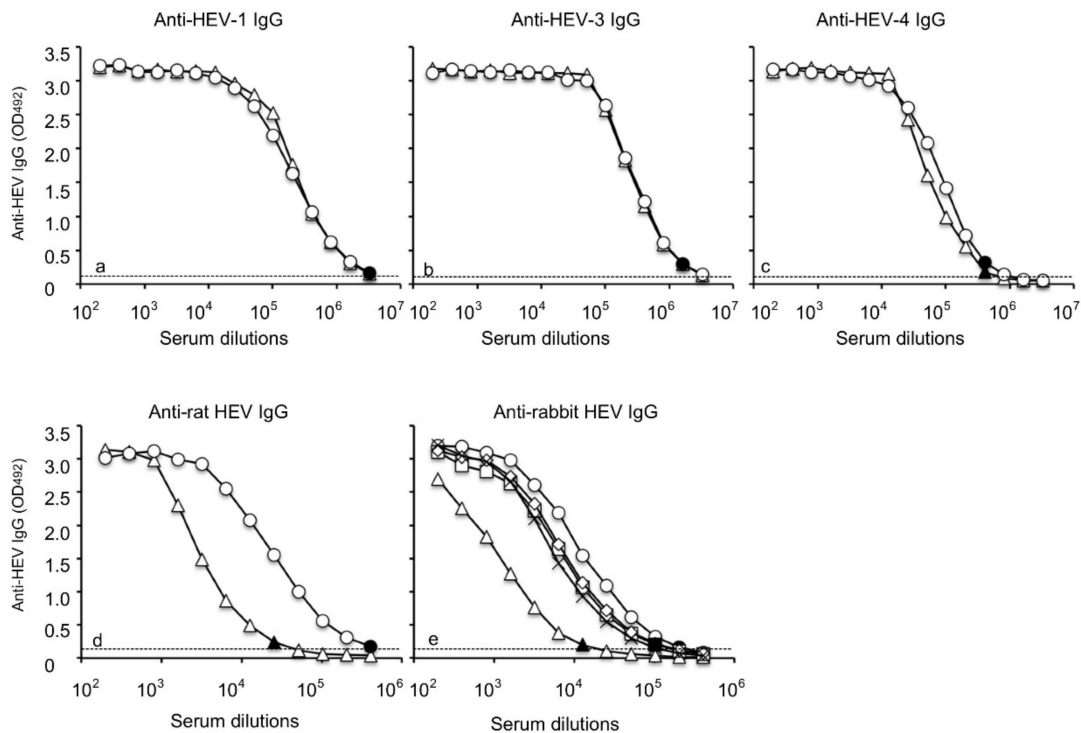 Anti-HEV-1 IgG
Anti-HEV-3 IgG
Anti-HEV-4 IgG
Anti-HEV IgG (OD492)
3.5
3.0
2.5
2.0
1.5
1.0
0.5
0
a
b
c
10² 10³ 10⁴ 10⁵ 10⁶ 10⁷
10² 10³ 10⁴ 10⁵ 10⁶ 10⁷
10² 10³ 10⁴ 10⁵ 10⁶ 10⁷
Serum dilutions
Serum dilutions
Serum dilutions
Anti-rat HEV IgG
Anti-rabbit HEV IgG
Anti-HEV IgG (OD492)
3.5
3.0
2.5
2.0
1.5
1.0
0.5
0
d
e
10² 10³ 10⁴ 10⁵ 10⁶
10² 10³ 10⁴ 10⁵ 10⁶
Serum dilutions
Serum dilutions